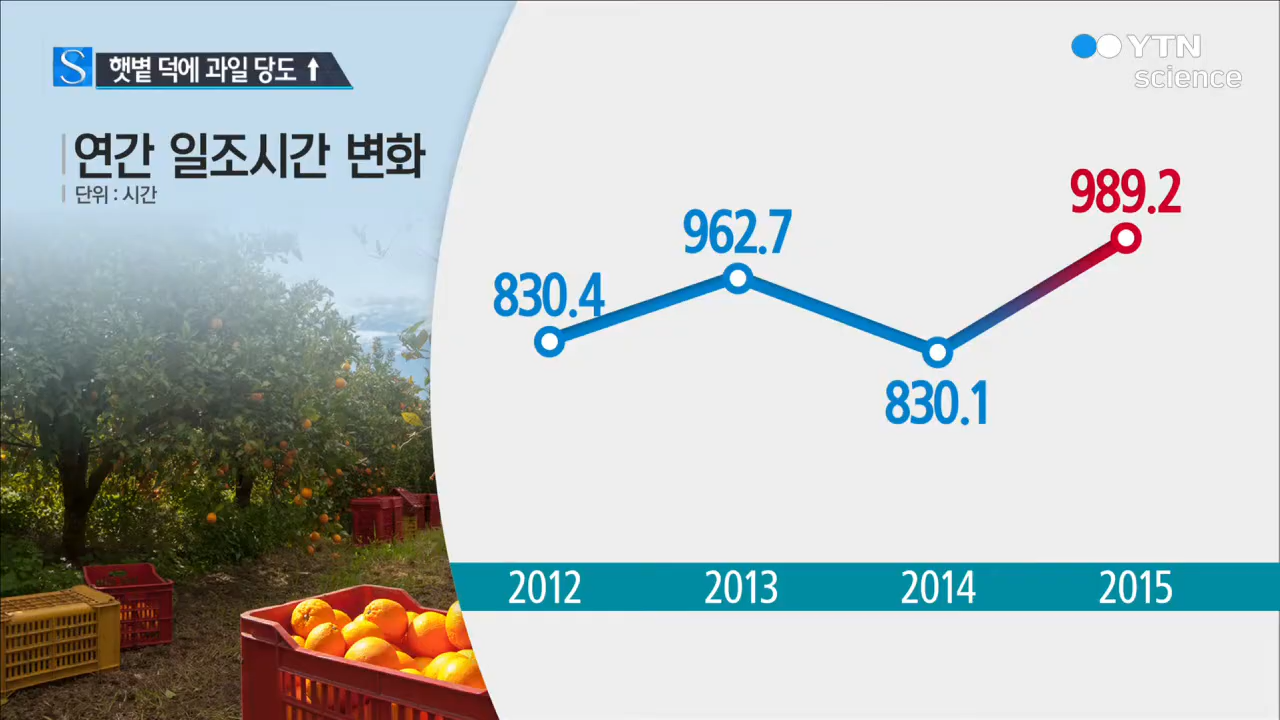 S 햇볕 덕에 과일 당도 ↑
YTN
science
연간 일조시간 변화
단위 : 시간
989.2
962.7
830.4
830.1
2012 2013 2014 2015